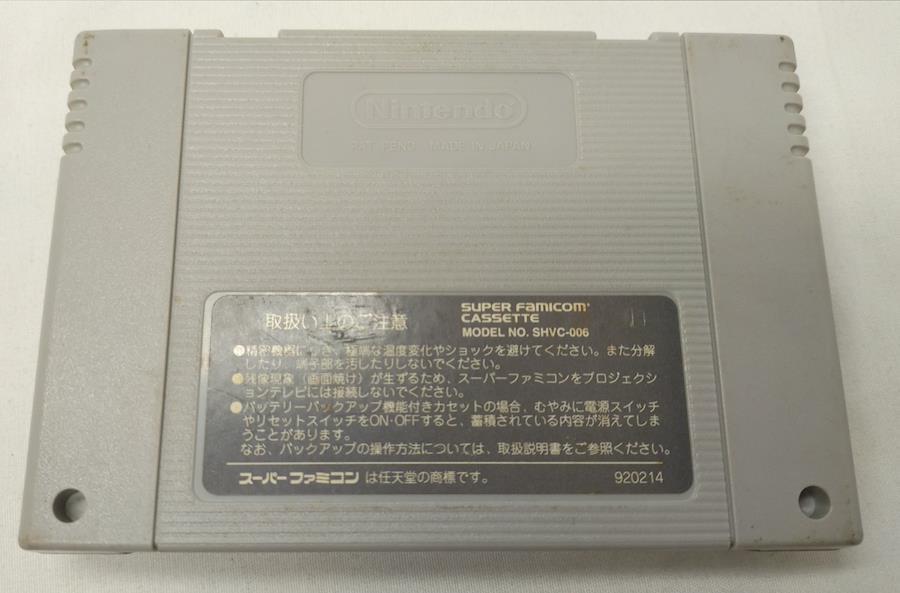 Nintendo
PAT. PEND. MADE IN JAPAN
取扱い上のご注意
SUPER FAMICOM
CASSETTE
MODEL NO. SHVC-006
●精密機器につき、極端な温度変化やショックを避けてください。また分解
したり、端子部を汚したりしないでください。
●残像現象（画面焼け）が生ずるため、スーパーファミコンをプロジェクシ
ョンテレビには接続しないでください。
●バッテリーバックアップ機能付きカセットの場合、むやみに電源スイッチ
やリセットスイッチをON-OFFすると、蓄積されている内容が消えてしま
うことがあります。
なお、バックアップの操作方法については、取扱説明書をご参照ください。
スーパーファミコンは任天堂の商標です。
920214